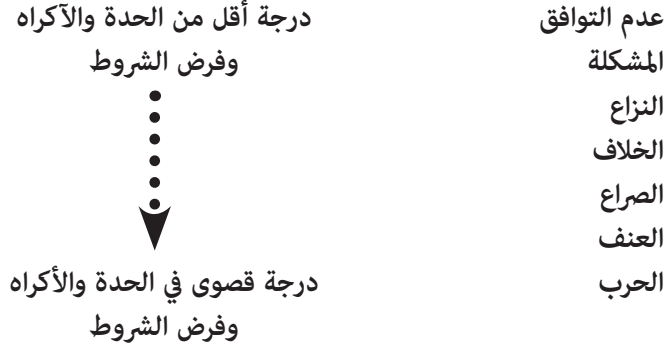 عدم التوافق
المشكلة
النزاع
الخلاف
الصراع
العنف
الحرب
درجة أقل من الحدة والآكراه
وفرض الشروط
درجة قصوى في الحدة والأكراه
وفرض الشروط